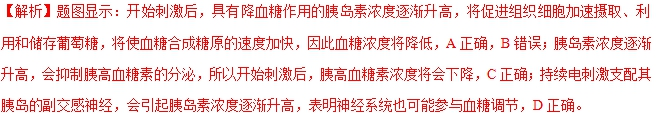 【解析】题图显示：开始刺激后，具有降血糖作用的胰岛素浓度逐渐升高，将促进组织细胞加速摄取、利
用和储存葡萄糖，将使血糖合成糖原的速度加快，因此血糖浓度将降低，A 正确，B 错误；胰岛素浓度逐渐
升高，会抑制胰高血糖素的分泌，所以开始刺激后，胰高血糖素浓度将会下降，C 正确；持续电刺激支配其
胰岛的副交感神经，会引起胰岛素浓度逐渐升高，表明神经系统也可能参与血糖调节，D 正确。